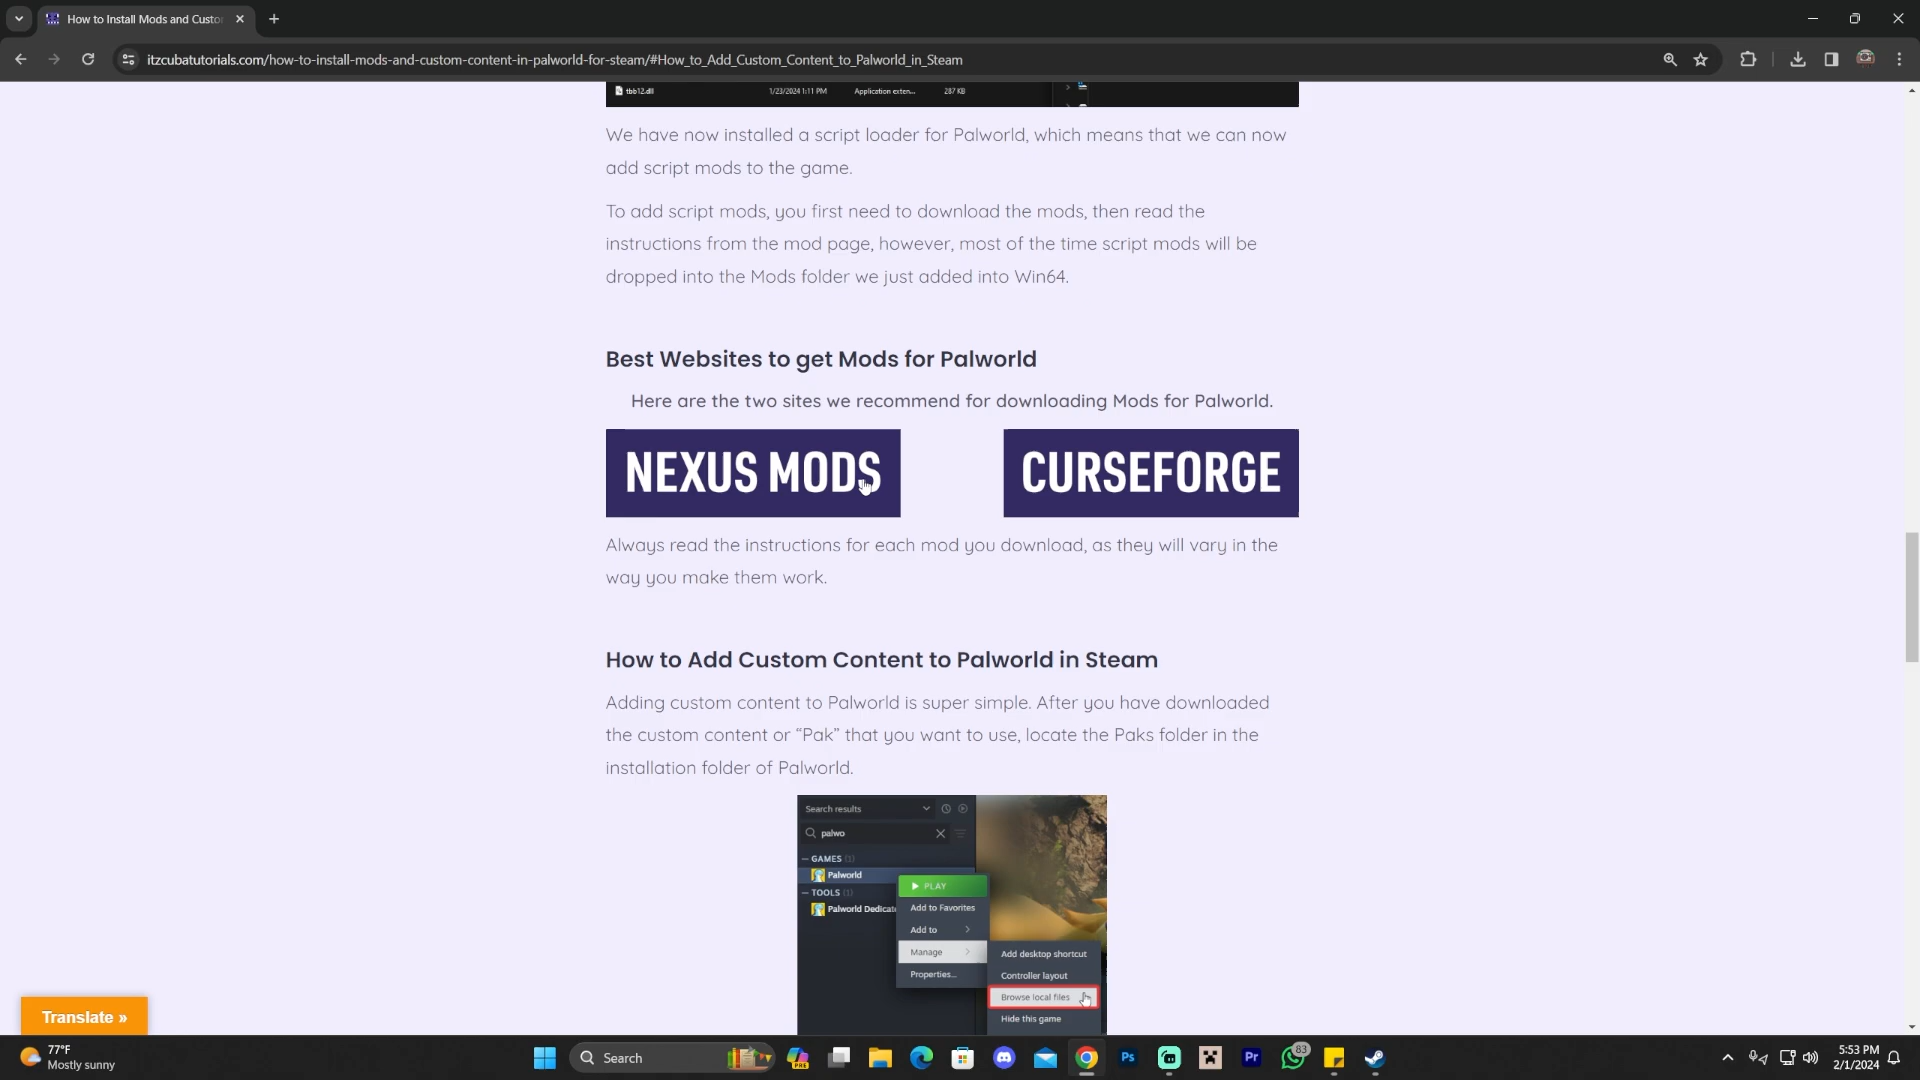 How to Install Mods and Custo
itzcubatutorials.com/how-to-install-mods-and-custom-content-in-palworld-for-steam/#How_to_Add_Custom_Content_to_Palworld_in_Steam
tbb12.dll 1/23/2024 1:11 PM Application exten... 287 KB
We have now installed a script loader for Palworld, which means that we can now
add script mods to the game.
To add script mods, you first need to download the mods, then read the
instructions from the mod page, however, most of the time script mods will be
dropped into the Mods folder we just added into Win64.
Best Websites to get Mods for Palworld
Here are the two sites we recommend for downloading Mods for Palworld.
NEXUS MODS
CURSEFORGE
Always read the instructions for each mod you download, as they will vary in the
way you make them work.
How to Add Custom Content to Palworld in Steam
Adding custom content to Palworld is super simple. After you have downloaded
the custom content or “Pak” that you want to use, locate the Paks folder in the
installation folder of Palworld.
Search results
palwo
GAMES (1)
Palworld
PLAY
TOOLS (1)
Palworld Dedicat
Add to Favorites
Add to
Manage
Properties...
Add desktop shortcut
Controller layout
Browse local files
Hide this game
Translate »
77°F
Mostly sunny
Search
PRE
Ps
Pr
83
5:53 PM
2/1/2024